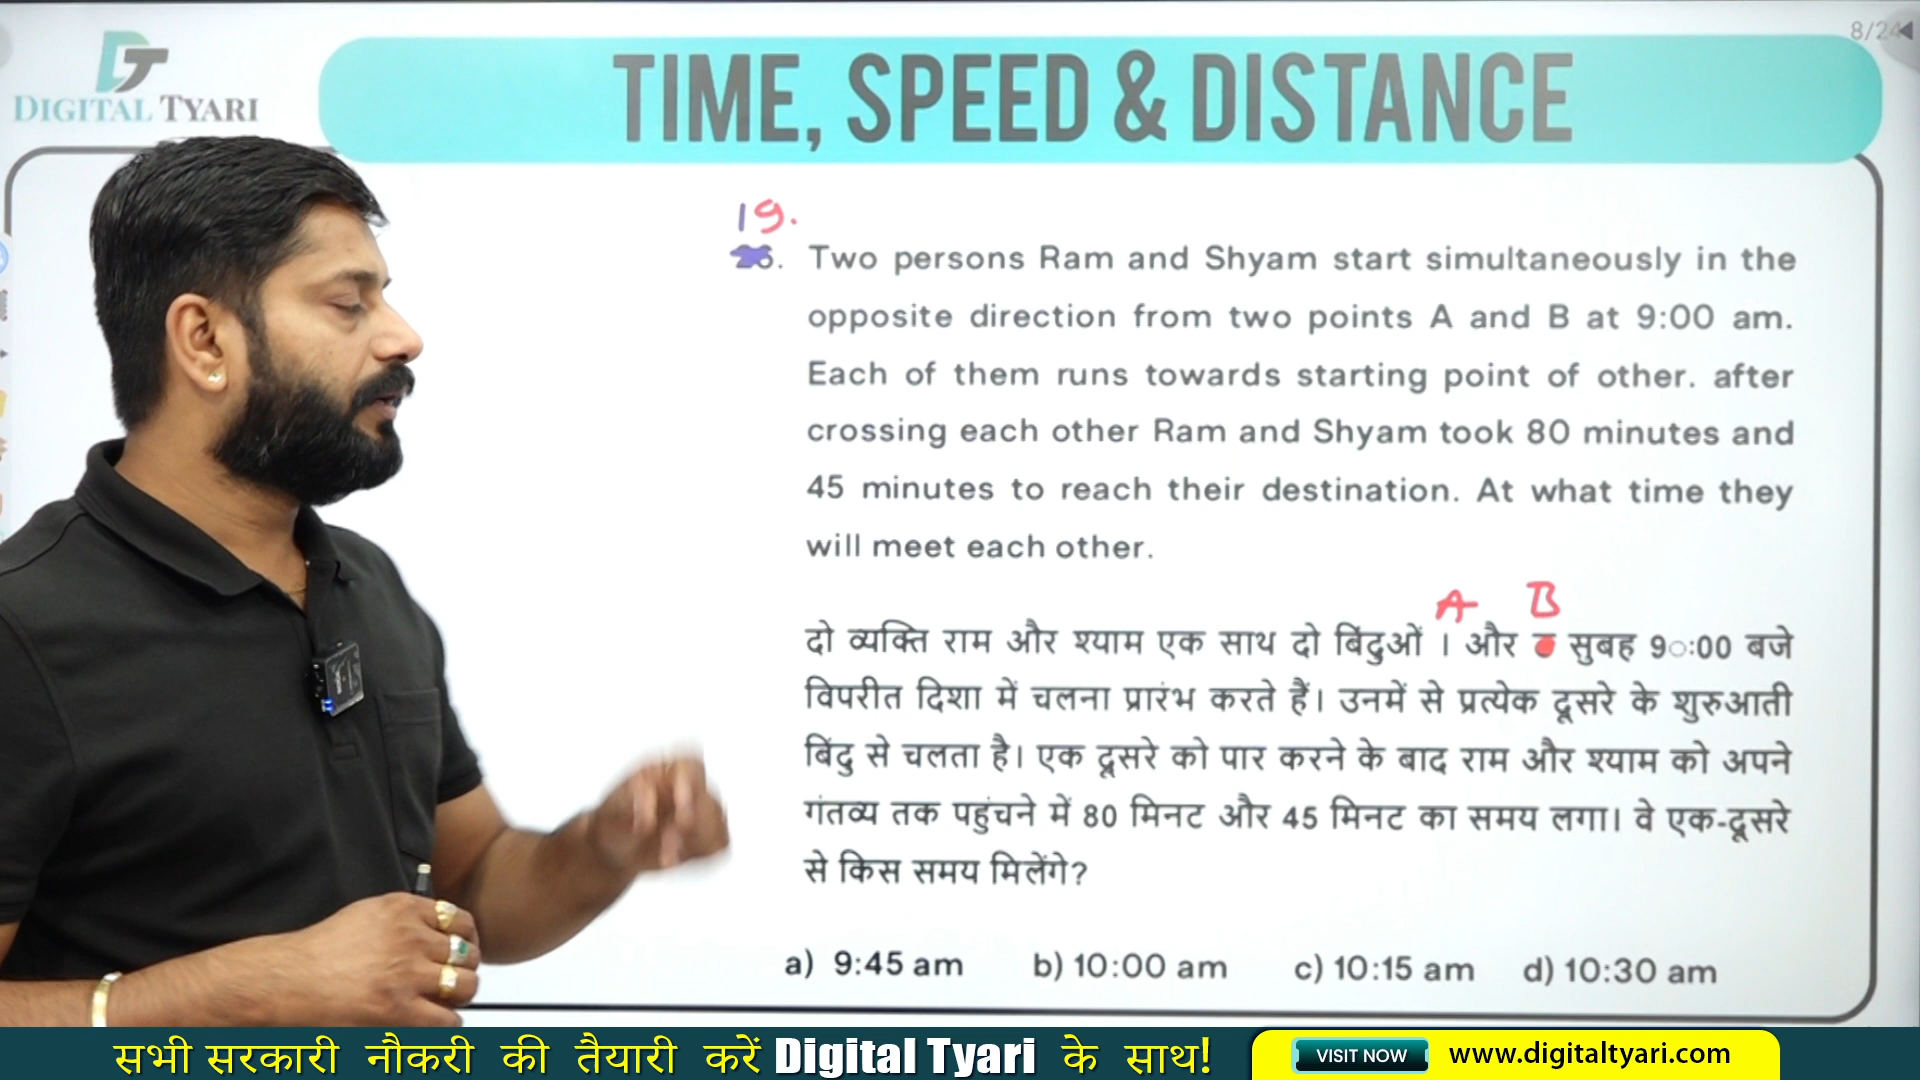 8/24
DIGITAL TYARI
TIME, SPEED & DISTANCE
19.
Two persons Ram and Shyam start simultaneously in the
opposite direction from two points A and B at 9:00 am.
Each of them runs towards starting point of other. after
crossing each other Ram and Shyam took 80 minutes and
45 minutes to reach their destination. At what time they
will meet each other.
A B
दो व्यक्ति राम और श्याम एक साथ दो बिंदुओं । और सुबह 9ः:00 बजे
विपरीत दिशा में चलना प्रारंभ करते हैं। उनमें से प्रत्येक दूसरे के शुरुआती
बिंदु से चलता है। एक दूसरे को पार करने के बाद राम और श्याम को अपने
गंतव्य तक पहुंचने में 80 मिनट और 45 मिनट का समय लगा। वे एक-दूसरे
से किस समय मिलेंगे?
a) 9:45 am b) 10:00 am c) 10:15 am d) 10:30 am
सभी सरकारी नौकरी की तैयारी करें Digital Tyari के साथ!
VISIT NOW www.digitaltyari.com